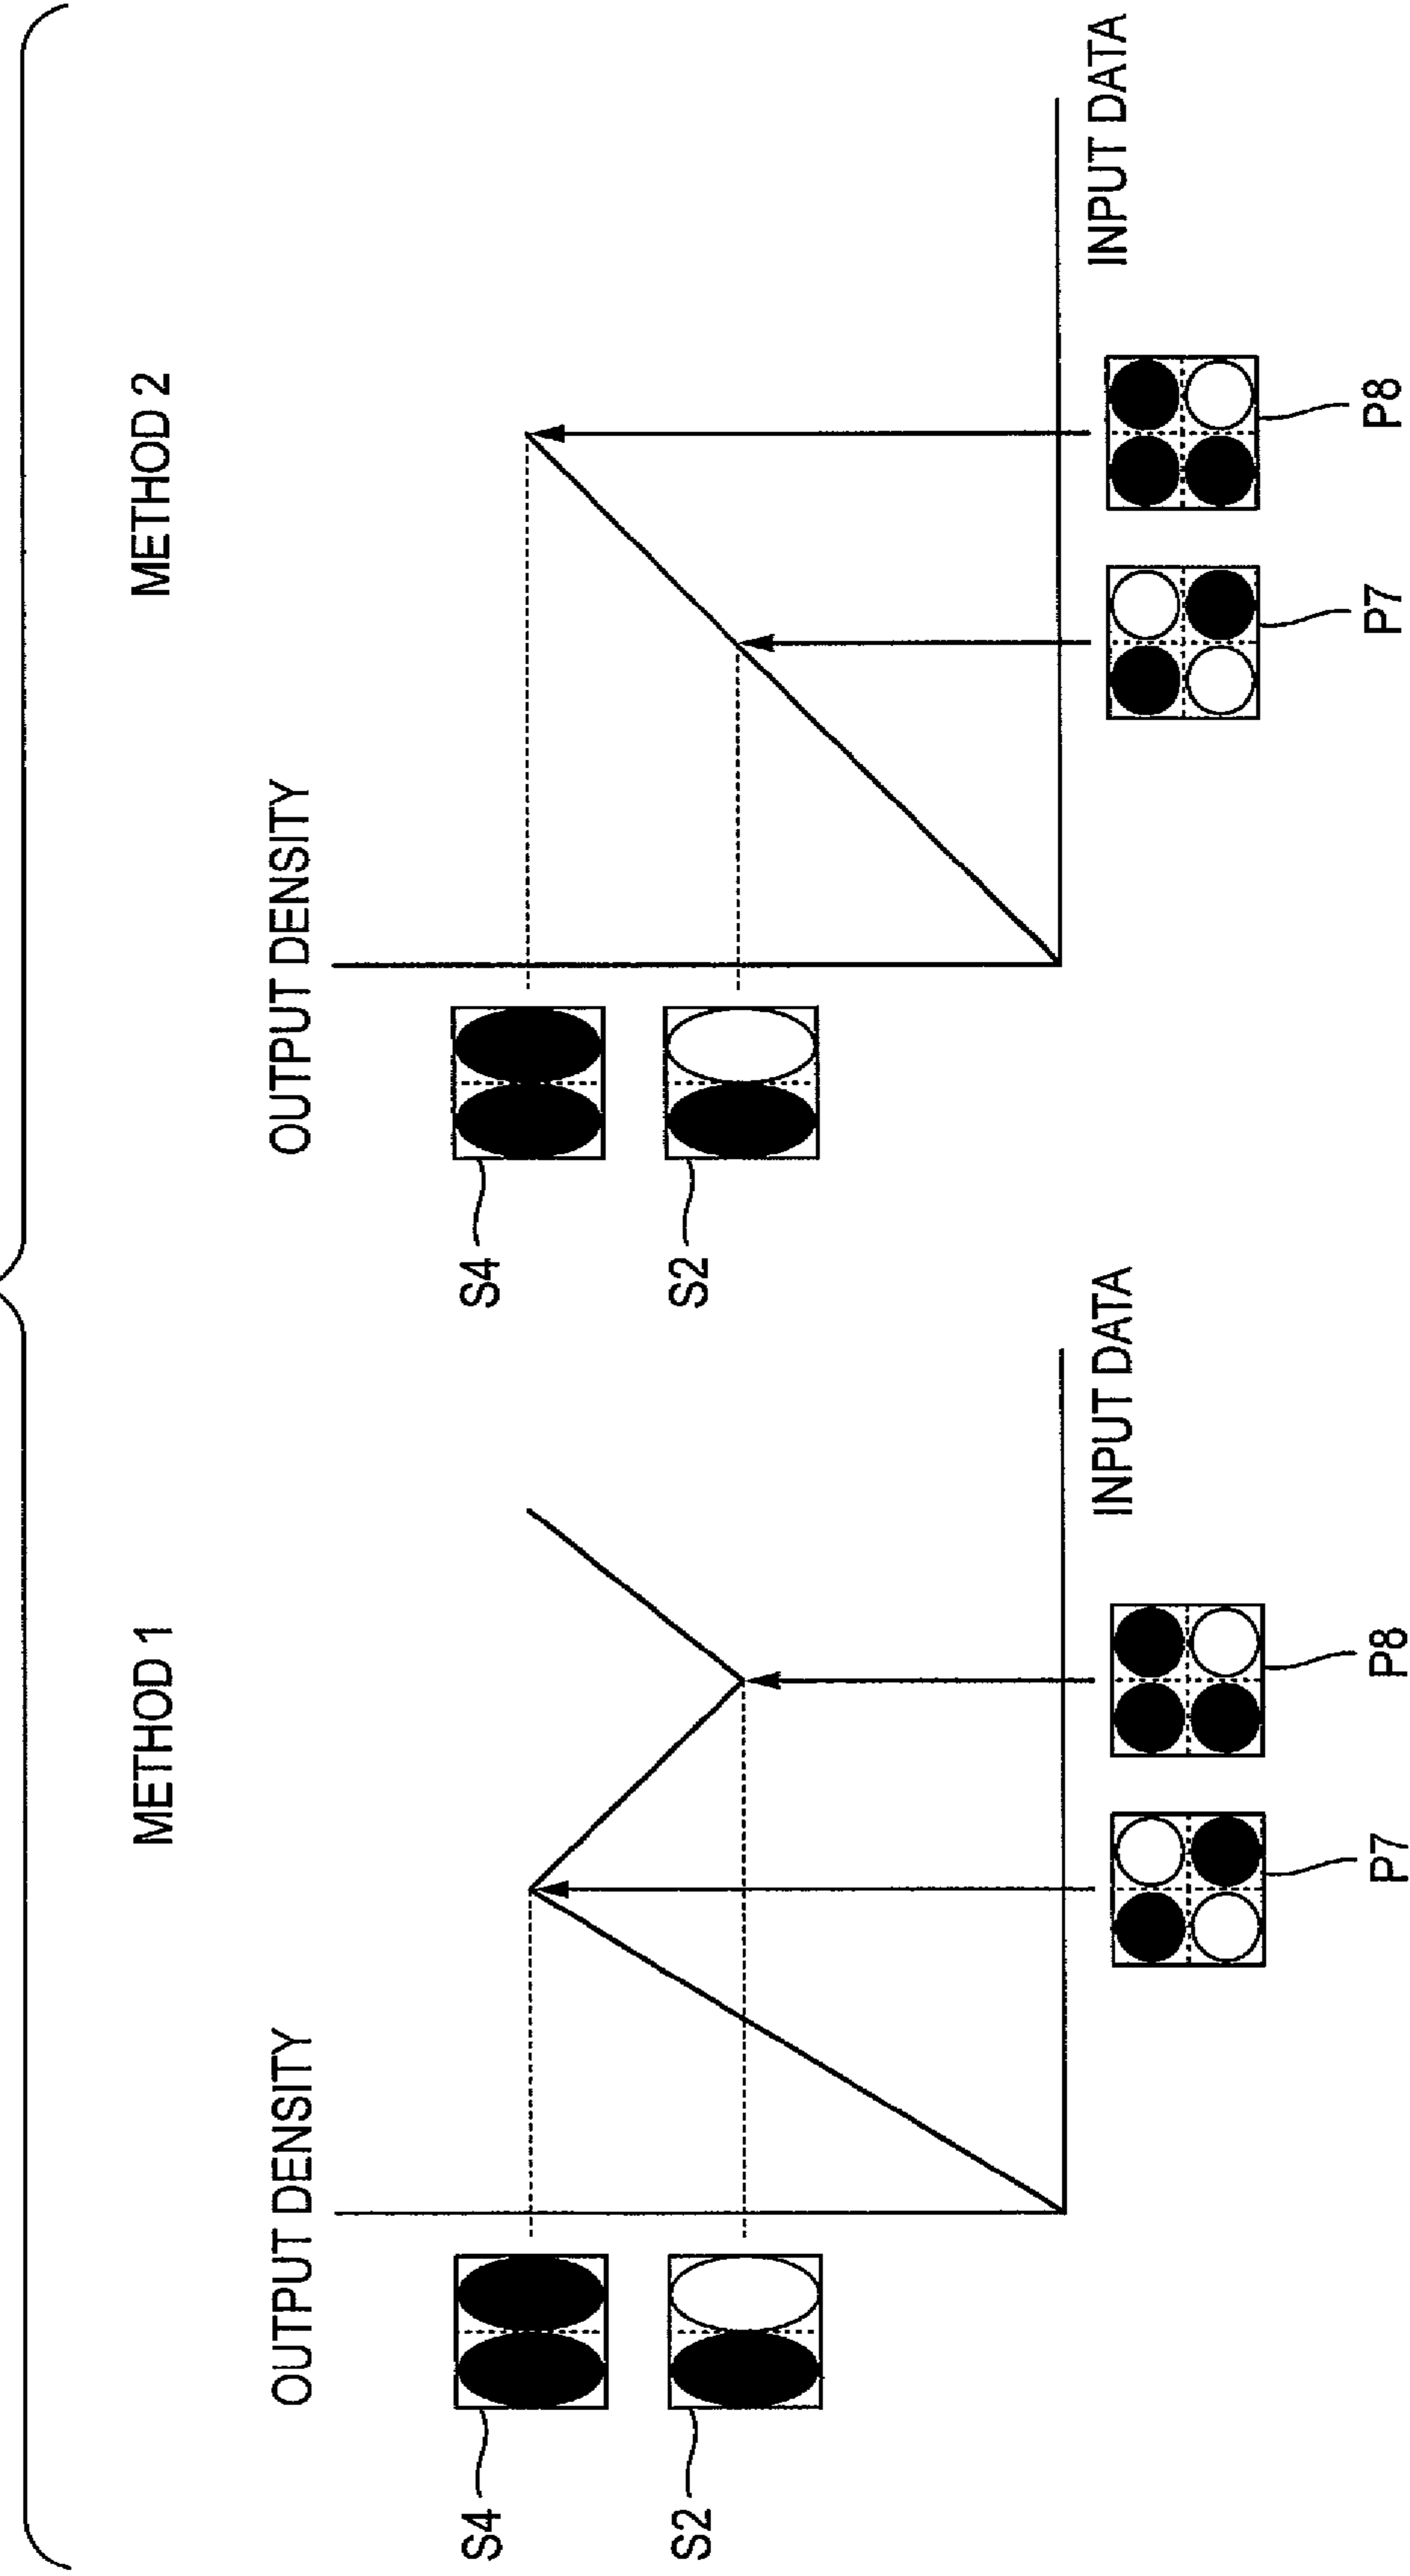 METHOD 1
OUTPUT DENSITY
S4
S2
INPUT DATA
P7
P8
METHOD 2
OUTPUT DENSITY
S4
S2
INPUT DATA
P7
P8